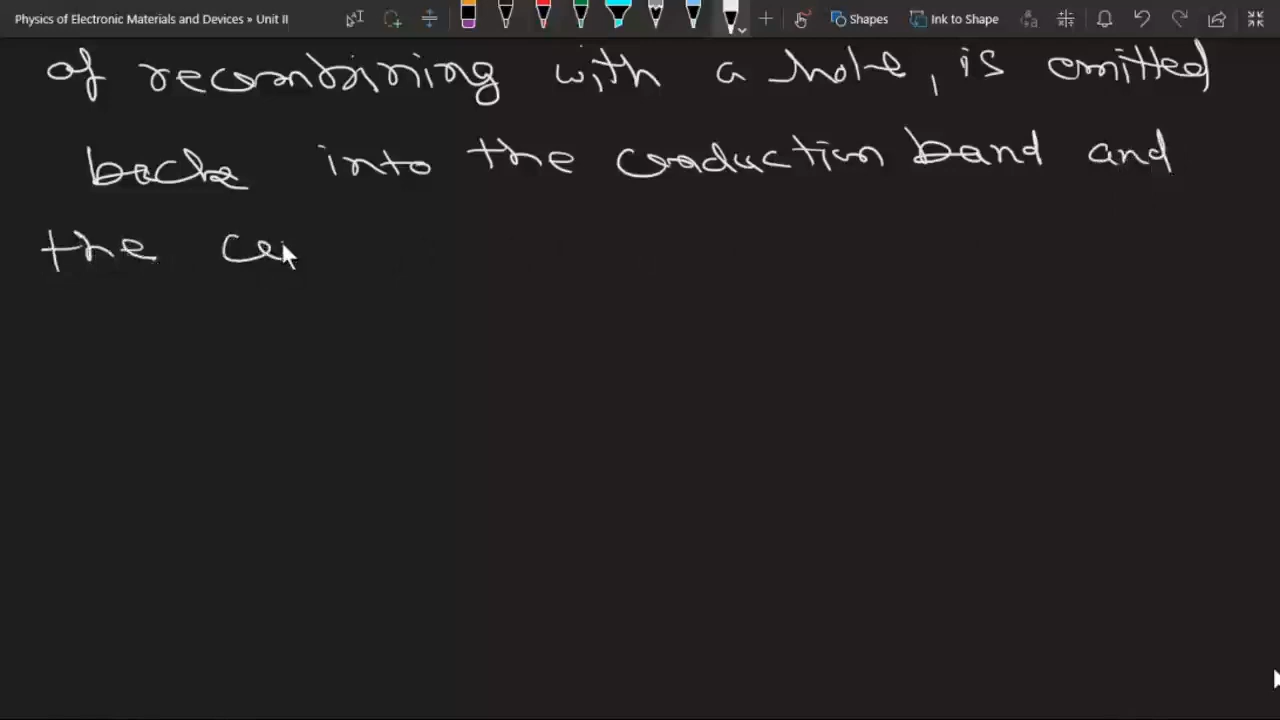 Physics of Electronic Materials and Devices » Unit II
Shapes
Ink to Shape
of recombining with a hole, is emitted
back into the conduction band and
the ce